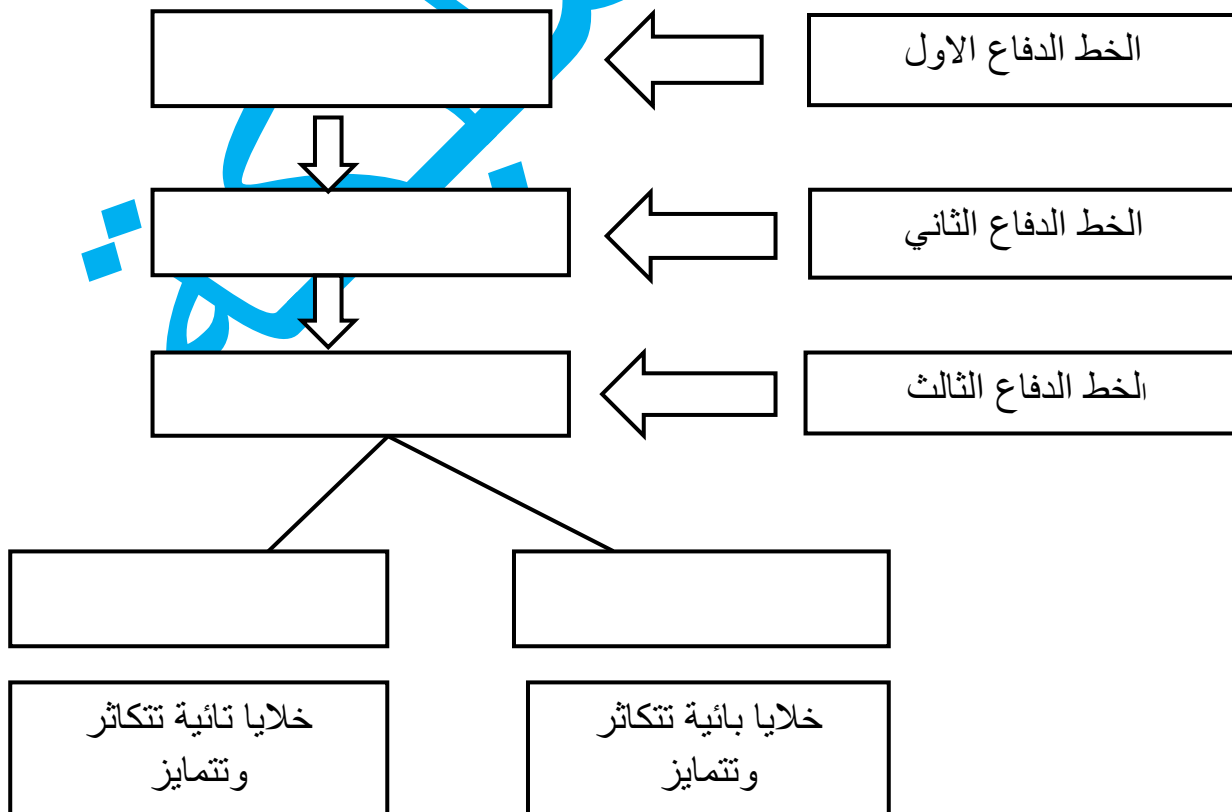 الخط الدفاع الاول
الخط الدفاع الثاني
الخط الدفاع الثالث
خلايا بائية تتكاثر
وتتمايز
خلايا تائية تتكاثر
وتتمايز